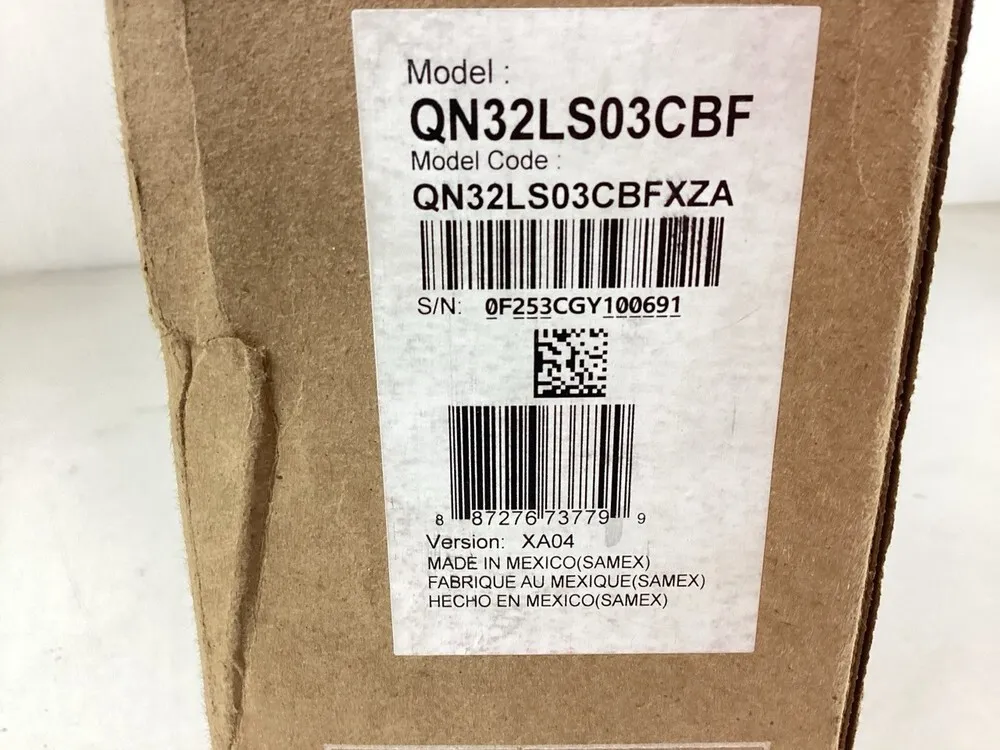 Model :
QN32LS03CBF
Model Code :
QN32LS03CBFXZA
S/N: 0F253CGY100691
8 87276 73779 9
Version: XA04
MADE IN MEXICO(SAMEX)
FABRIQUE AU MEXIQUE(SAMEX)
HECHO EN MEXICO(SAMEX)